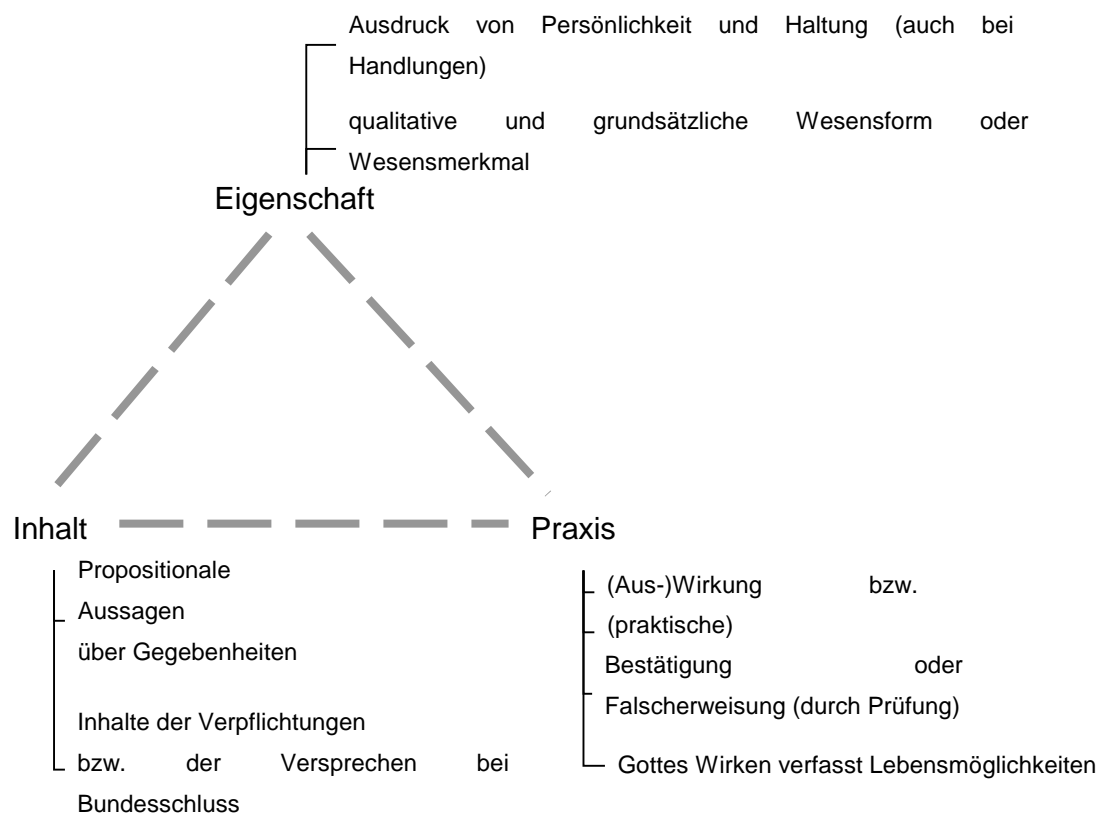 Ausdruck von Persönlichkeit und Haltung (auch bei
Handlungen)
qualitative und grundsätzliche Wesensform oder
Wesensmerkmal
Eigenschaft
Inhalt
Praxis
Propositionale
Aussagen
über Gegebenheiten
Inhalte der Verpflichtungen
bzw. der Versprechen bei
Bundesschluss
(Aus-)Wirkung bzw.
(praktische)
Bestätigung oder
Falscherweisung (durch Prüfung)
Gottes Wirken verfasst Lebensmöglichkeiten